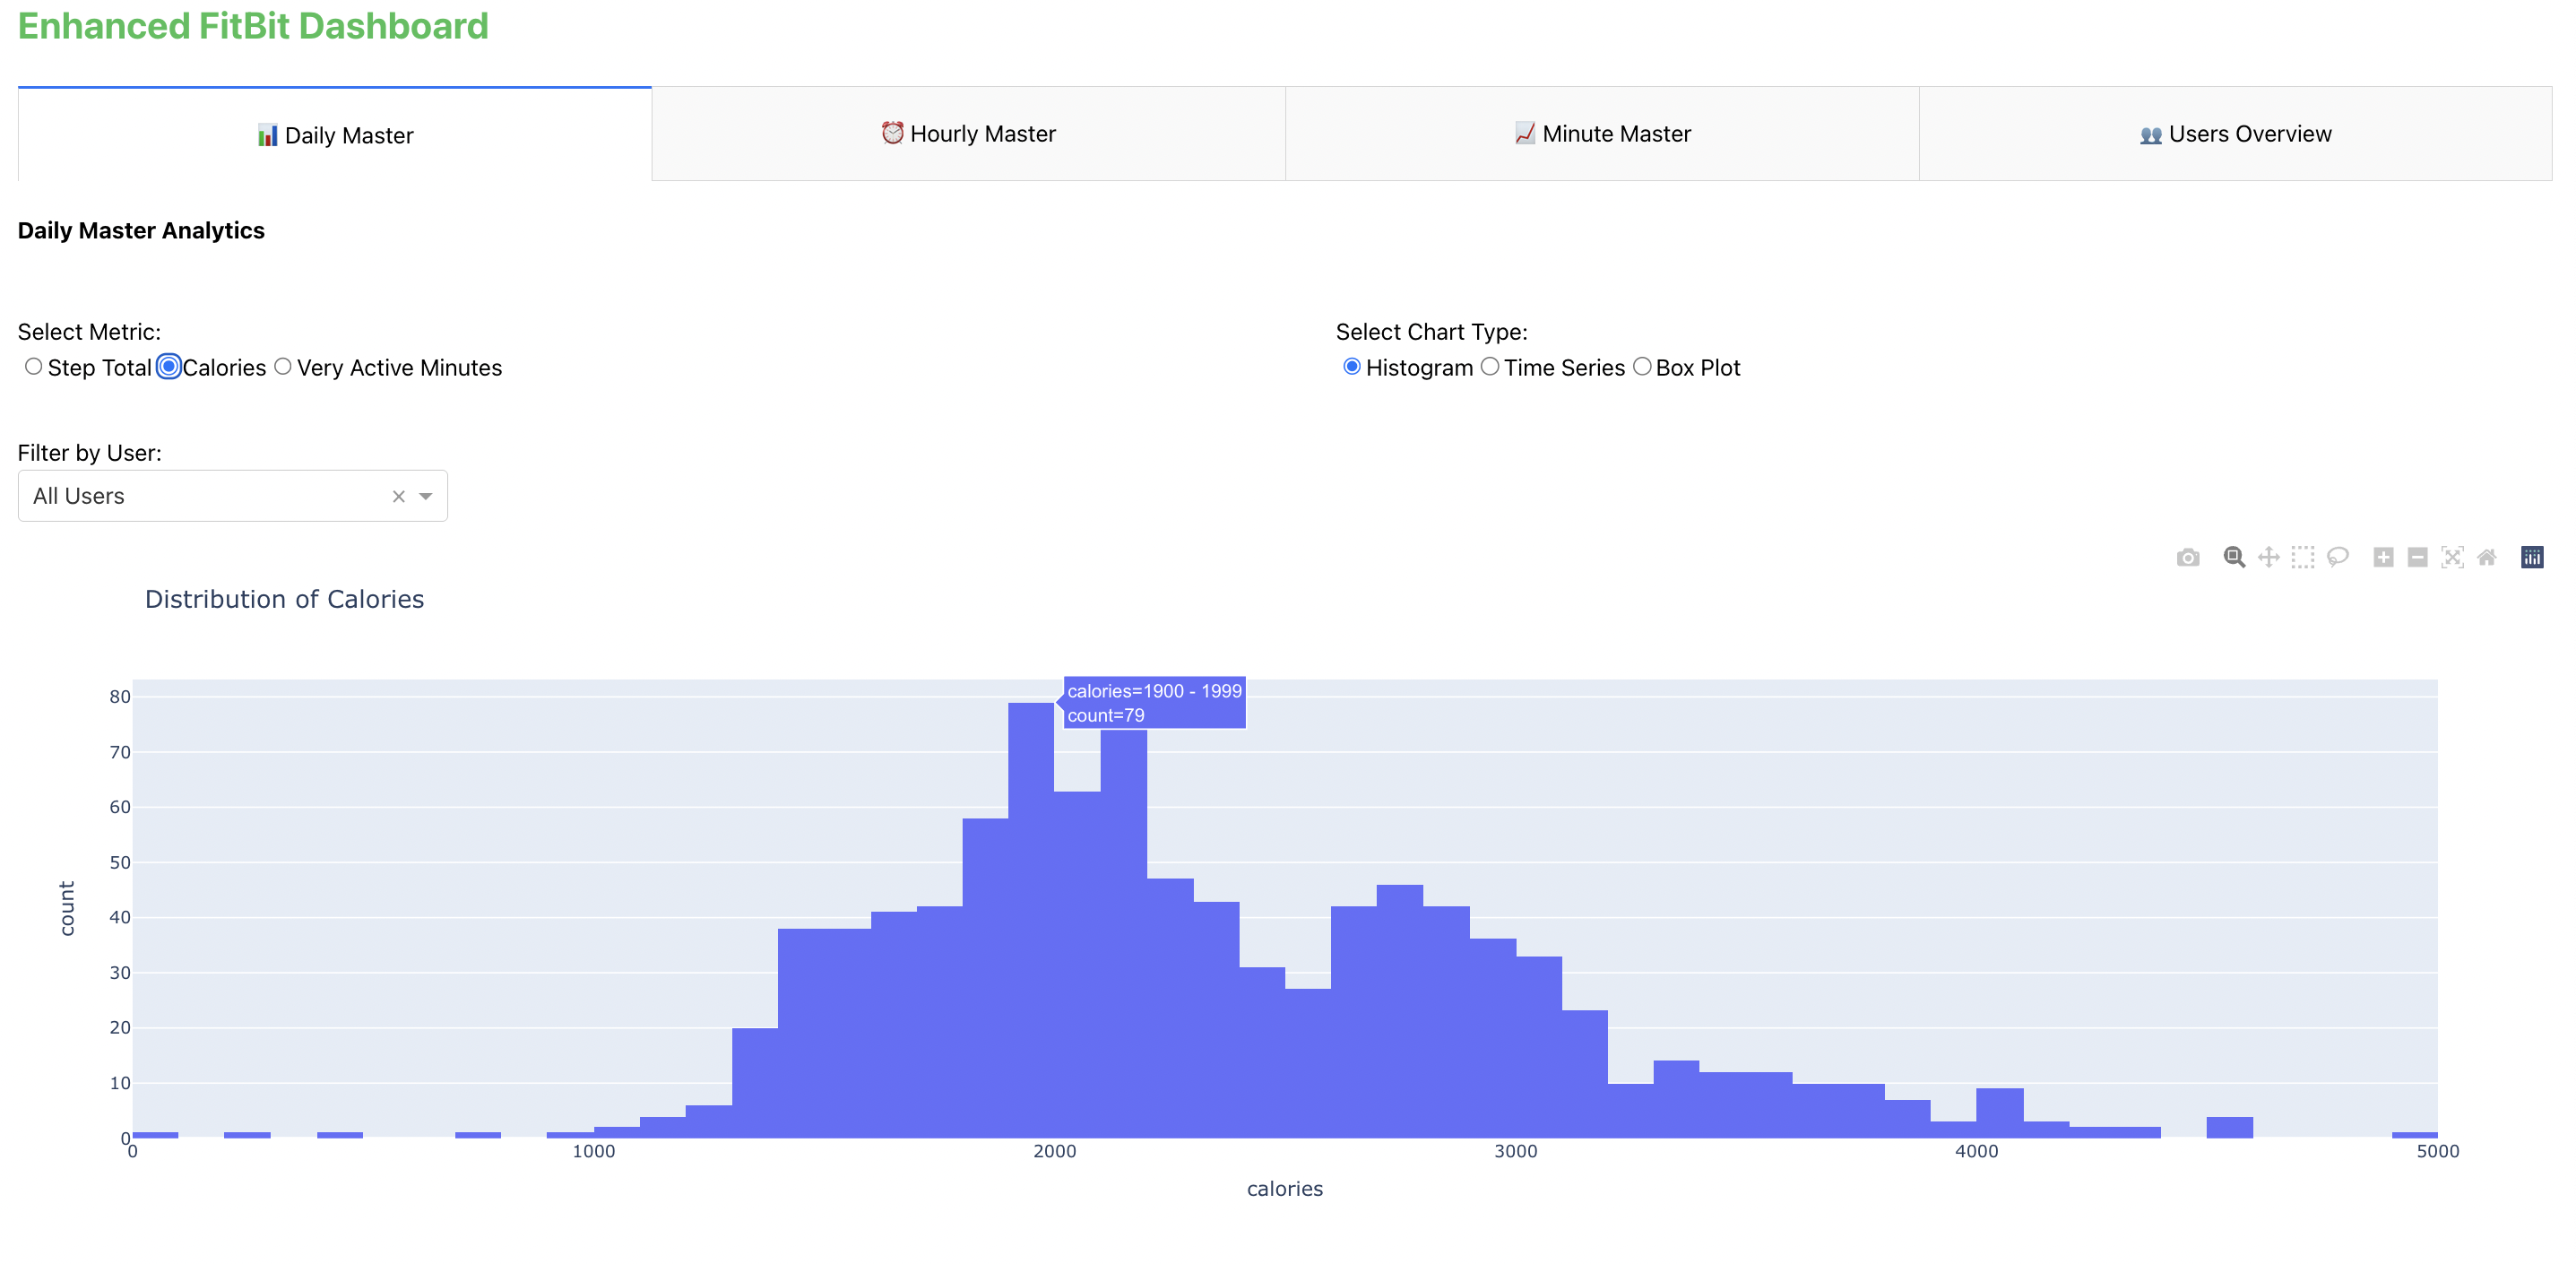 Enhanced FitBit Dashboard
Daily Master
Hourly Master
Minute Master
Users Overview
Daily Master Analytics
Select Metric:
Select Chart Type:
Step Total Calories Very Active Minutes
Histogram Time Series Box Plot
Filter by User:
All Users
Distribution of Calories
calories=1900 - 1999
count=79
80
70
60
50
40
30
20
10
0
count
0 1000 2000 3000 4000 5000
calories